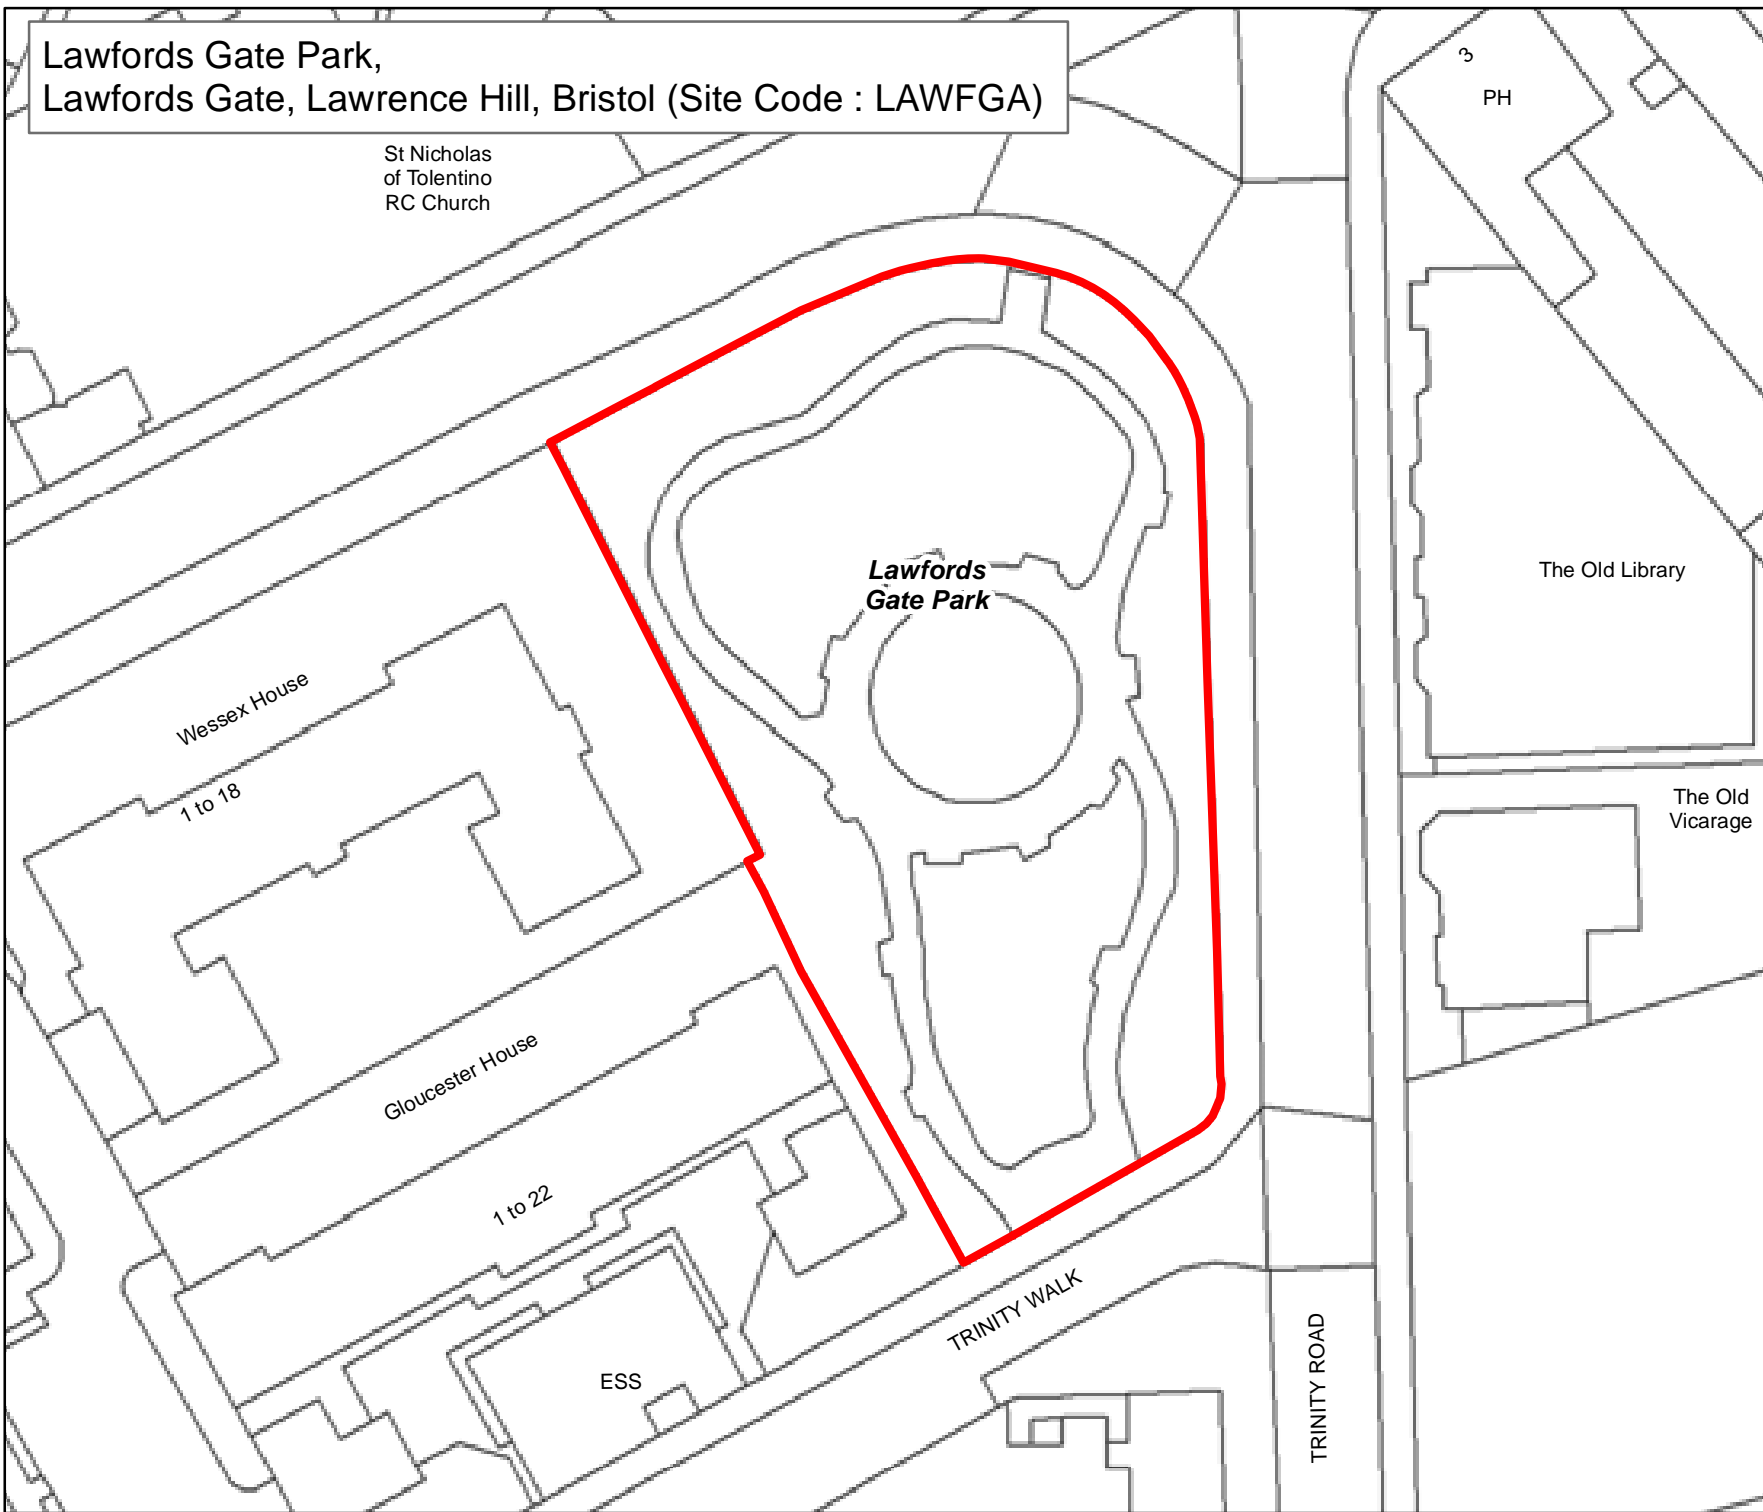 Lawfords Gate Park,
Lawfords Gate, Lawrence Hill, Bristol (Site Code : LAWFGA)
3
PH
St Nicholas
of Tolentino
RC Church
Lawfords
Gate Park
The Old Library
Wessex House
1 to 18
The Old
Vicarage
Gloucester House
1 to 22
TRINITY WALK
TRINITY ROAD
ESS